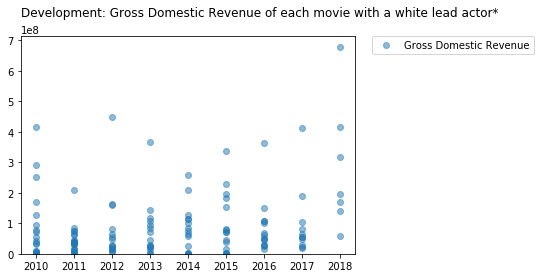 Development: Gross Domestic Revenue of each movie with a white lead actor*
1e8
Gross Domestic Revenue
7
6
5
4
3
2
1
0
2010 2011 2012 2013 2014 2015 2016 2017 2018